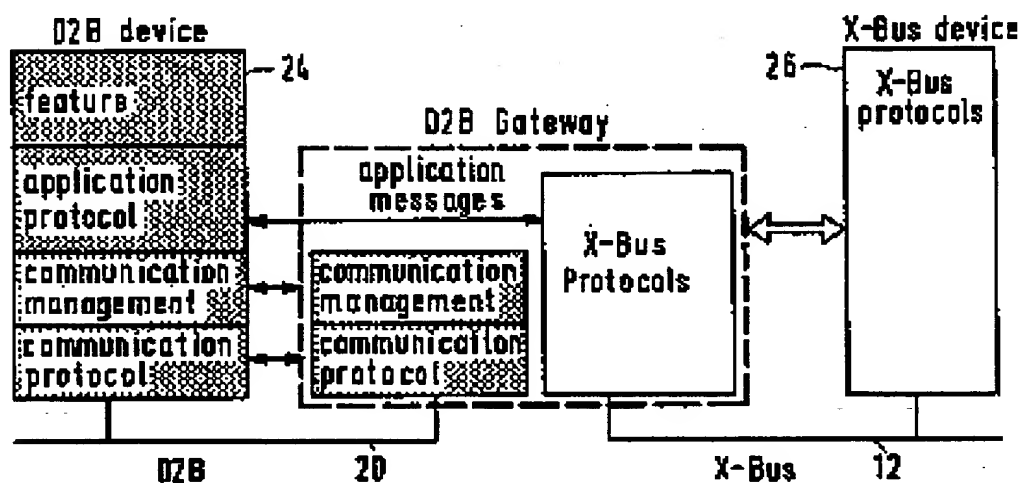 D2B device
24
feature
application
protocol
communication
management
communication
protocol
D2B Gateway
application
messages
communication
management
communication
protocol
X-Bus
Protocols
X-Bus device
26
X-Bus
protocols
D2B
20
X-Bus
12